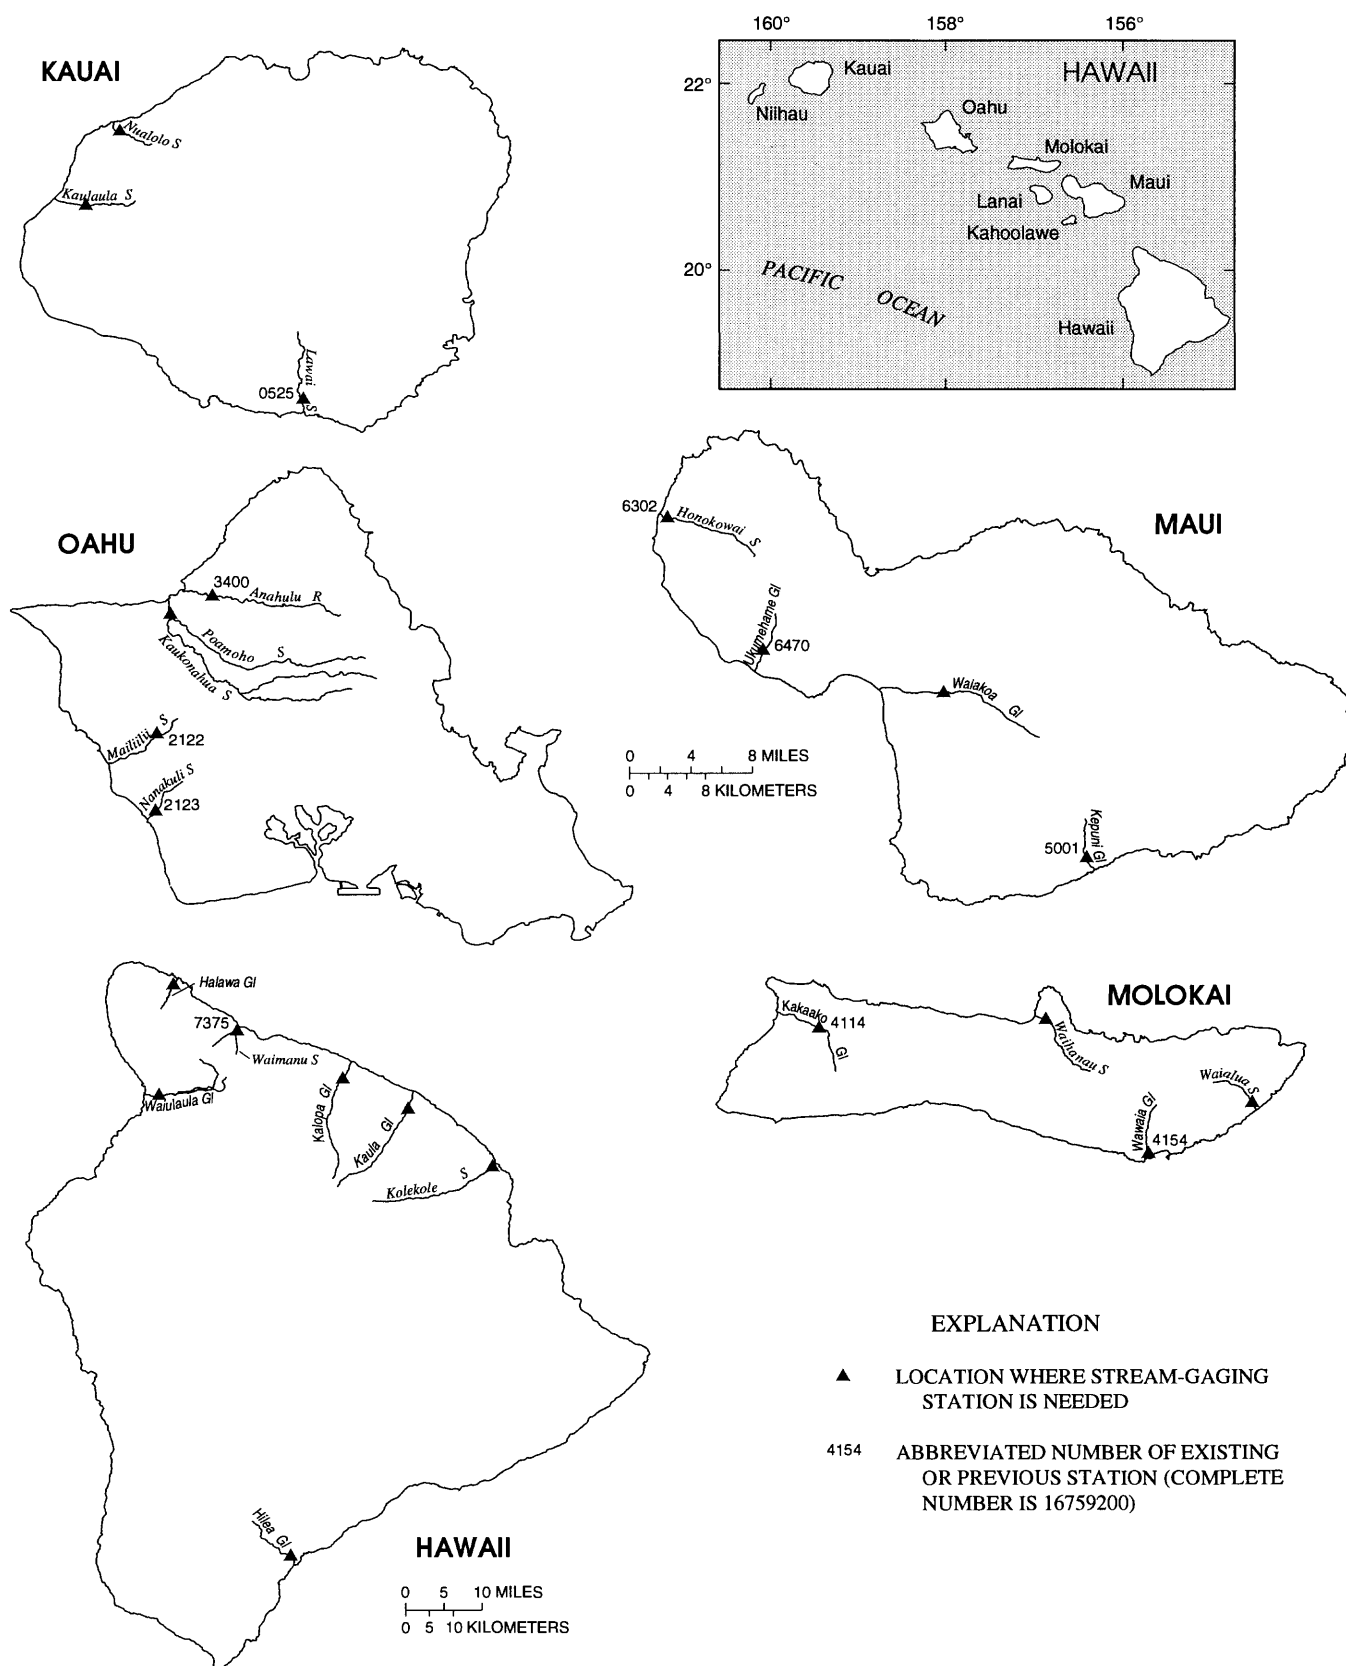 160° 158° 156°
KAUAI
HAWAII
22°
Kauai
Niihau
Oahu
Molokai
Maui
Lanai
Kahoolawe
20°
PACIFIC OCEAN
Hawaii
Nualolo S
Kaulaula S
Lawai S
0525
OAHU
3400
Anahulu R
Poamoho S
Kaukonahua S
Mailiilii S
2122
Nanakuli S
2123
MAUI
6302
Honokowai S
Ukumehame Gl
6470
Waiakoa Gl
Kepuni Gl
5001
0 4 8 MILES
0 4 8 KILOMETERS
Halawa Gl
7375
Waimanu S
Waiulaula Gl
Kalopa Gl
Kaula Gl
Kolekole S
Hilea Gl
HAWAII
0 5 10 MILES
0 5 10 KILOMETERS
MOLOKAI
Kakaako Gl
4114
Waihanau S
Waialua S
Wawaia Gl
4154
EXPLANATION
LOCATION WHERE STREAM-GAGING
STATION IS NEEDED
4154 ABBREVIATED NUMBER OF EXISTING
OR PREVIOUS STATION (COMPLETE
NUMBER IS 16759200)